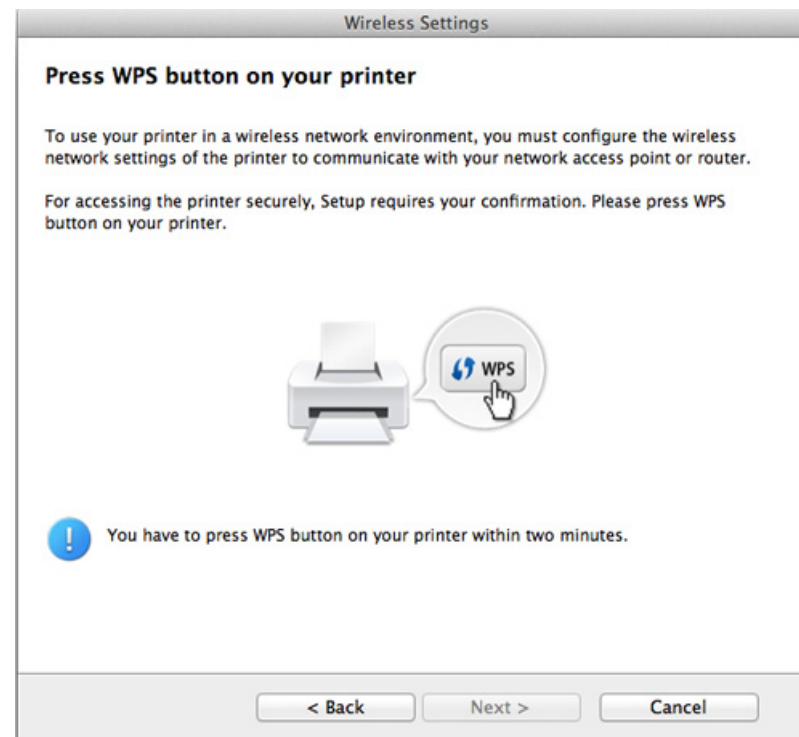 Wireless Settings
Press WPS button on your printer
To use your printer in a wireless network environment, you must configure the wireless
network settings of the printer to communicate with your network access point or router.
For accessing the printer securely, Setup requires your confirmation. Please press WPS
button on your printer.
WPS
You have to press WPS button on your printer within two minutes.
< Back
Next >
Cancel